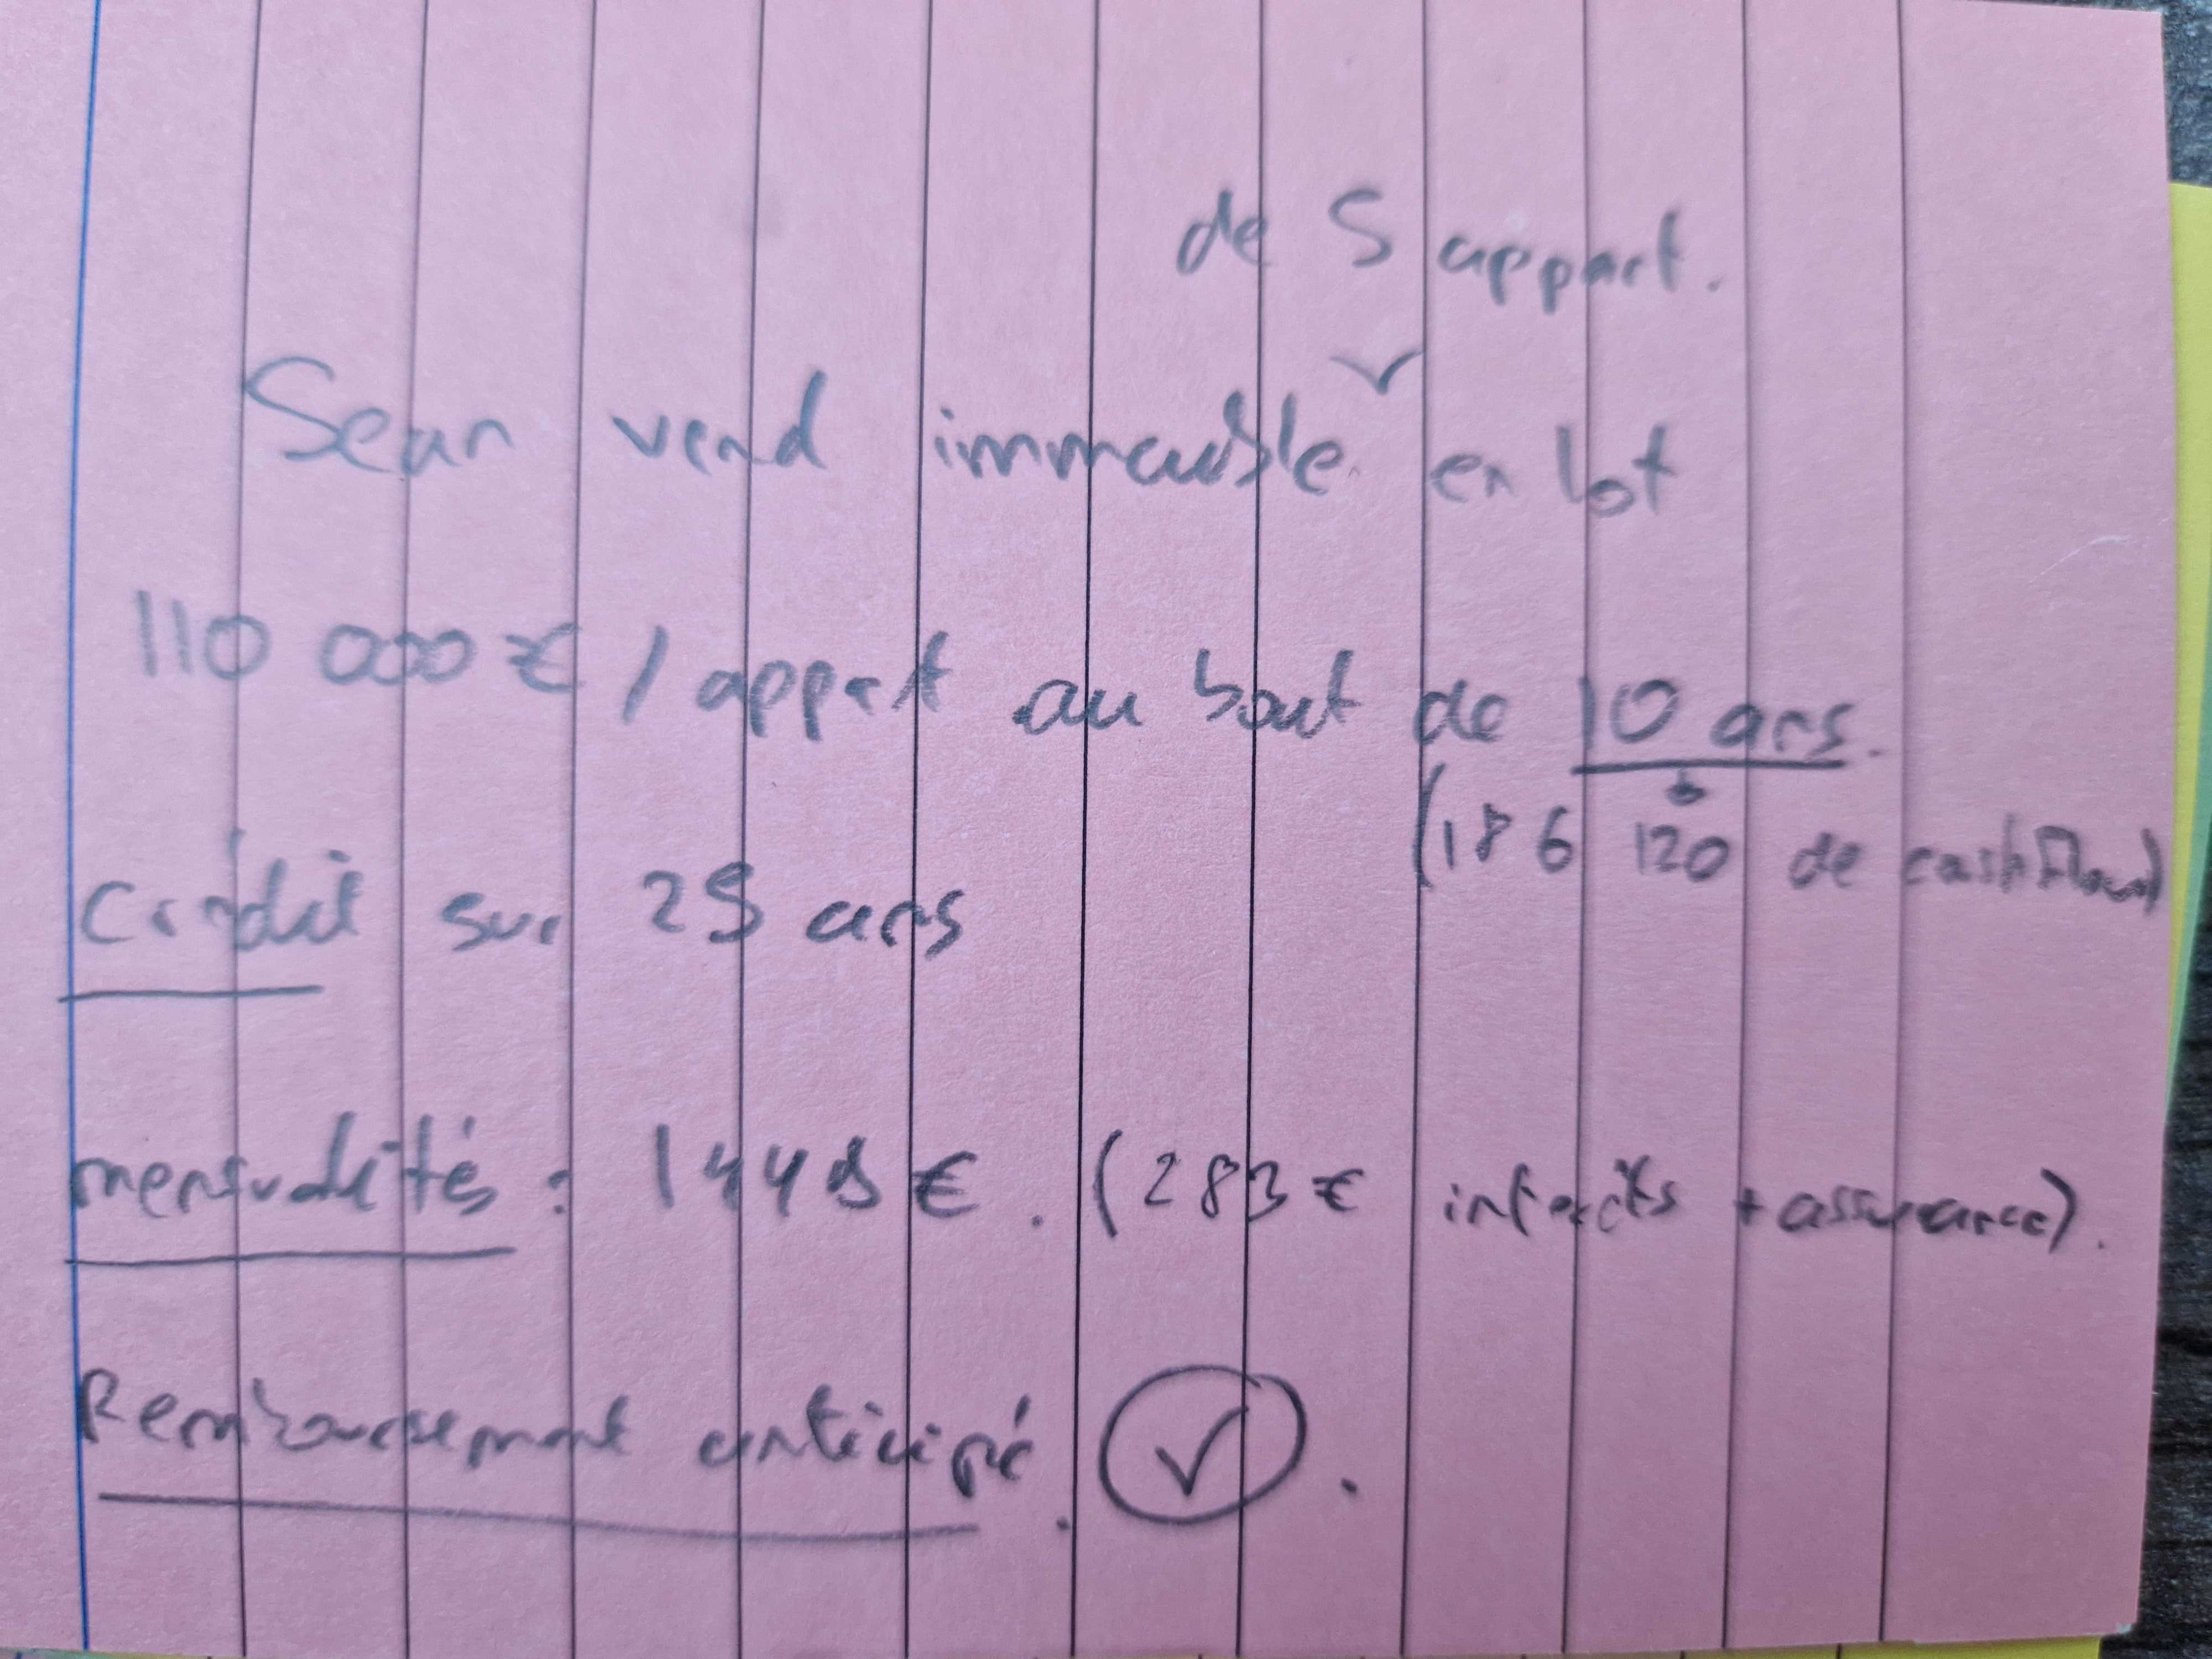 de 5 appart.
Sean vend immeuble en lot
110 000 € / appart au bout de 10 ans.
(186 120 de cashflow)
Crédit sur 25 ans
mensualités : 1448 €. (283 € intérêts + assurance).
Remboursement anticipé. ✓.